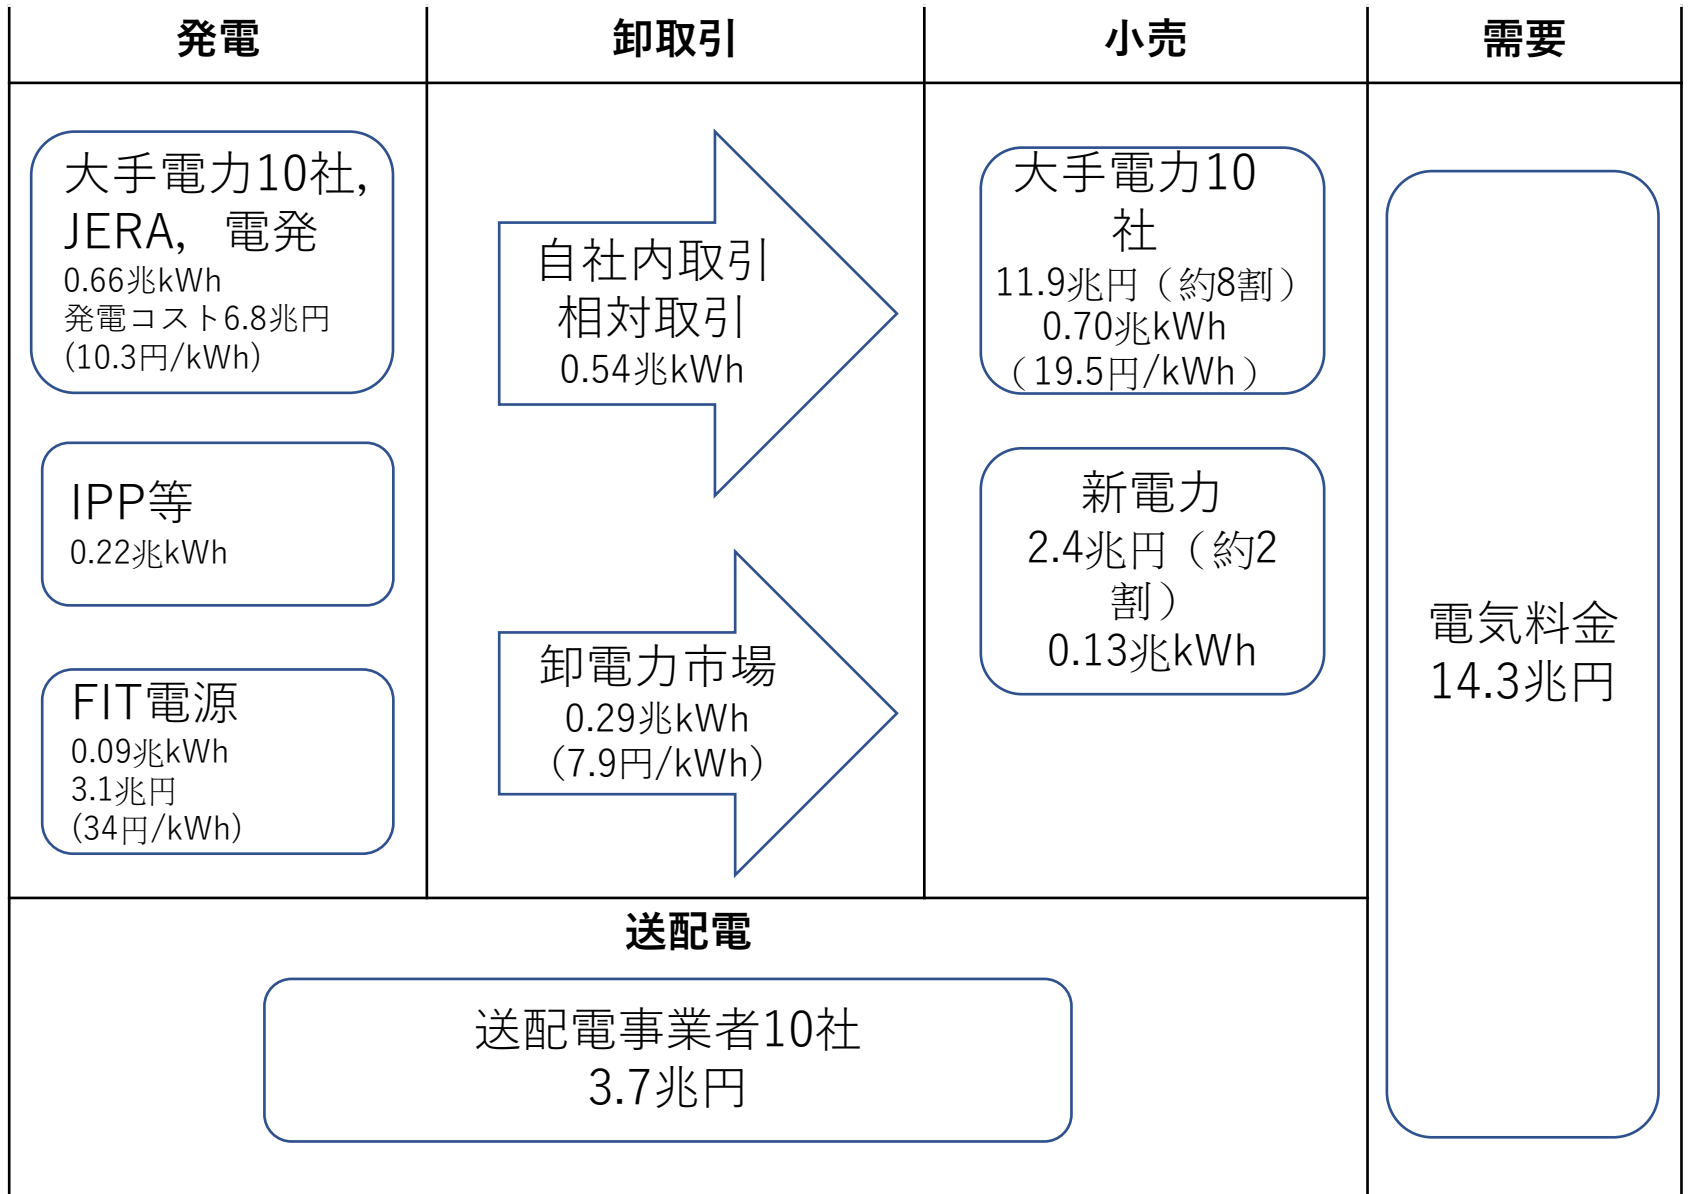 発電
卸取引
小売
需要
大手電力10社,
JERA, 電発
0.66兆kWh
発電コスト6.8兆円
(10.3円/kWh)
IPP等
0.22兆kWh
FIT電源
0.09兆kWh
3.1兆円
(34円/kWh)
自社内取引
相対取引
0.54兆kWh
卸電力市場
0.29兆kWh
(7.9円/kWh)
大手電力10
社
11.9兆円（約8割）
0.70兆kWh
（19.5円/kWh）
新電力
2.4兆円（約2
割）
0.13兆kWh
電気料金
14.3兆円
送配電
送配電事業者10社
3.7兆円